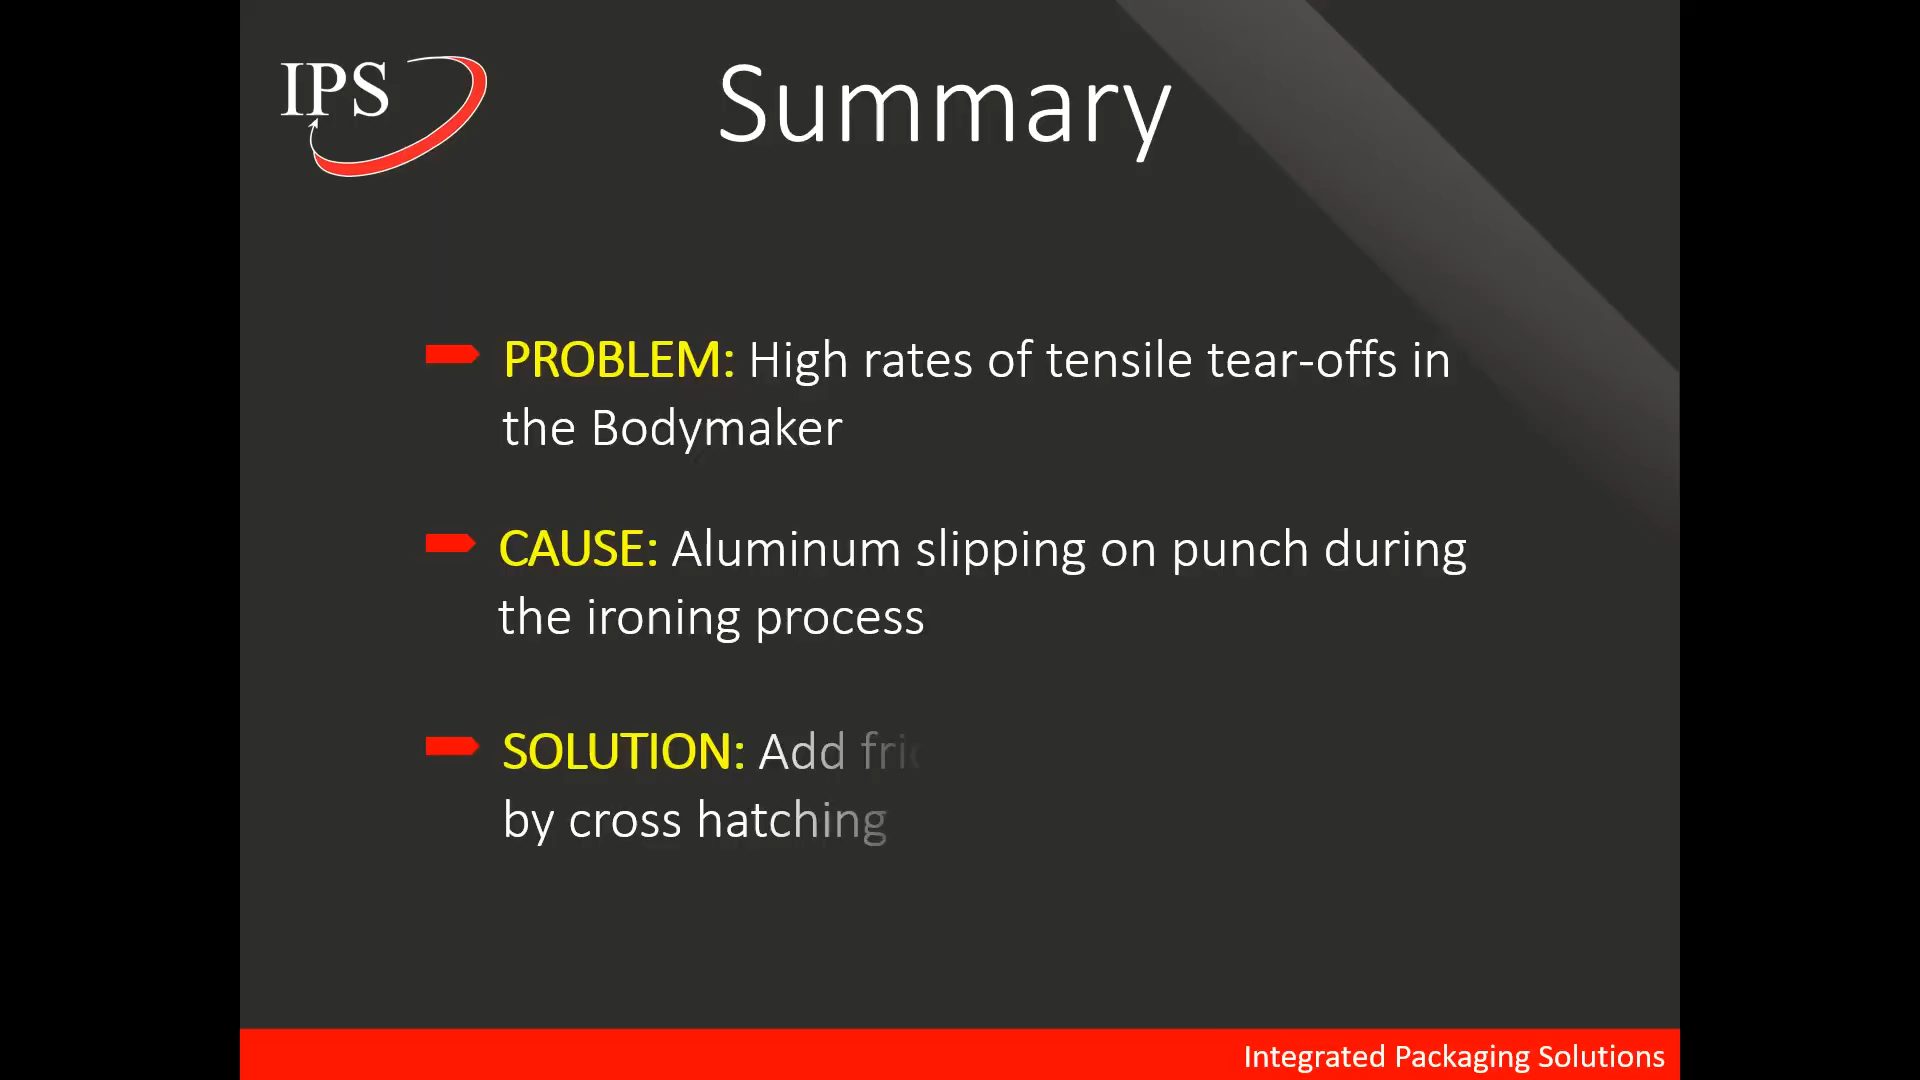 IPS
Summary
PROBLEM: High rates of tensile tear-offs in
the Bodymaker
CAUSE: Aluminum slipping on punch during
the ironing process
SOLUTION: Add
by cross hatching
Integrated Packaging Solutions